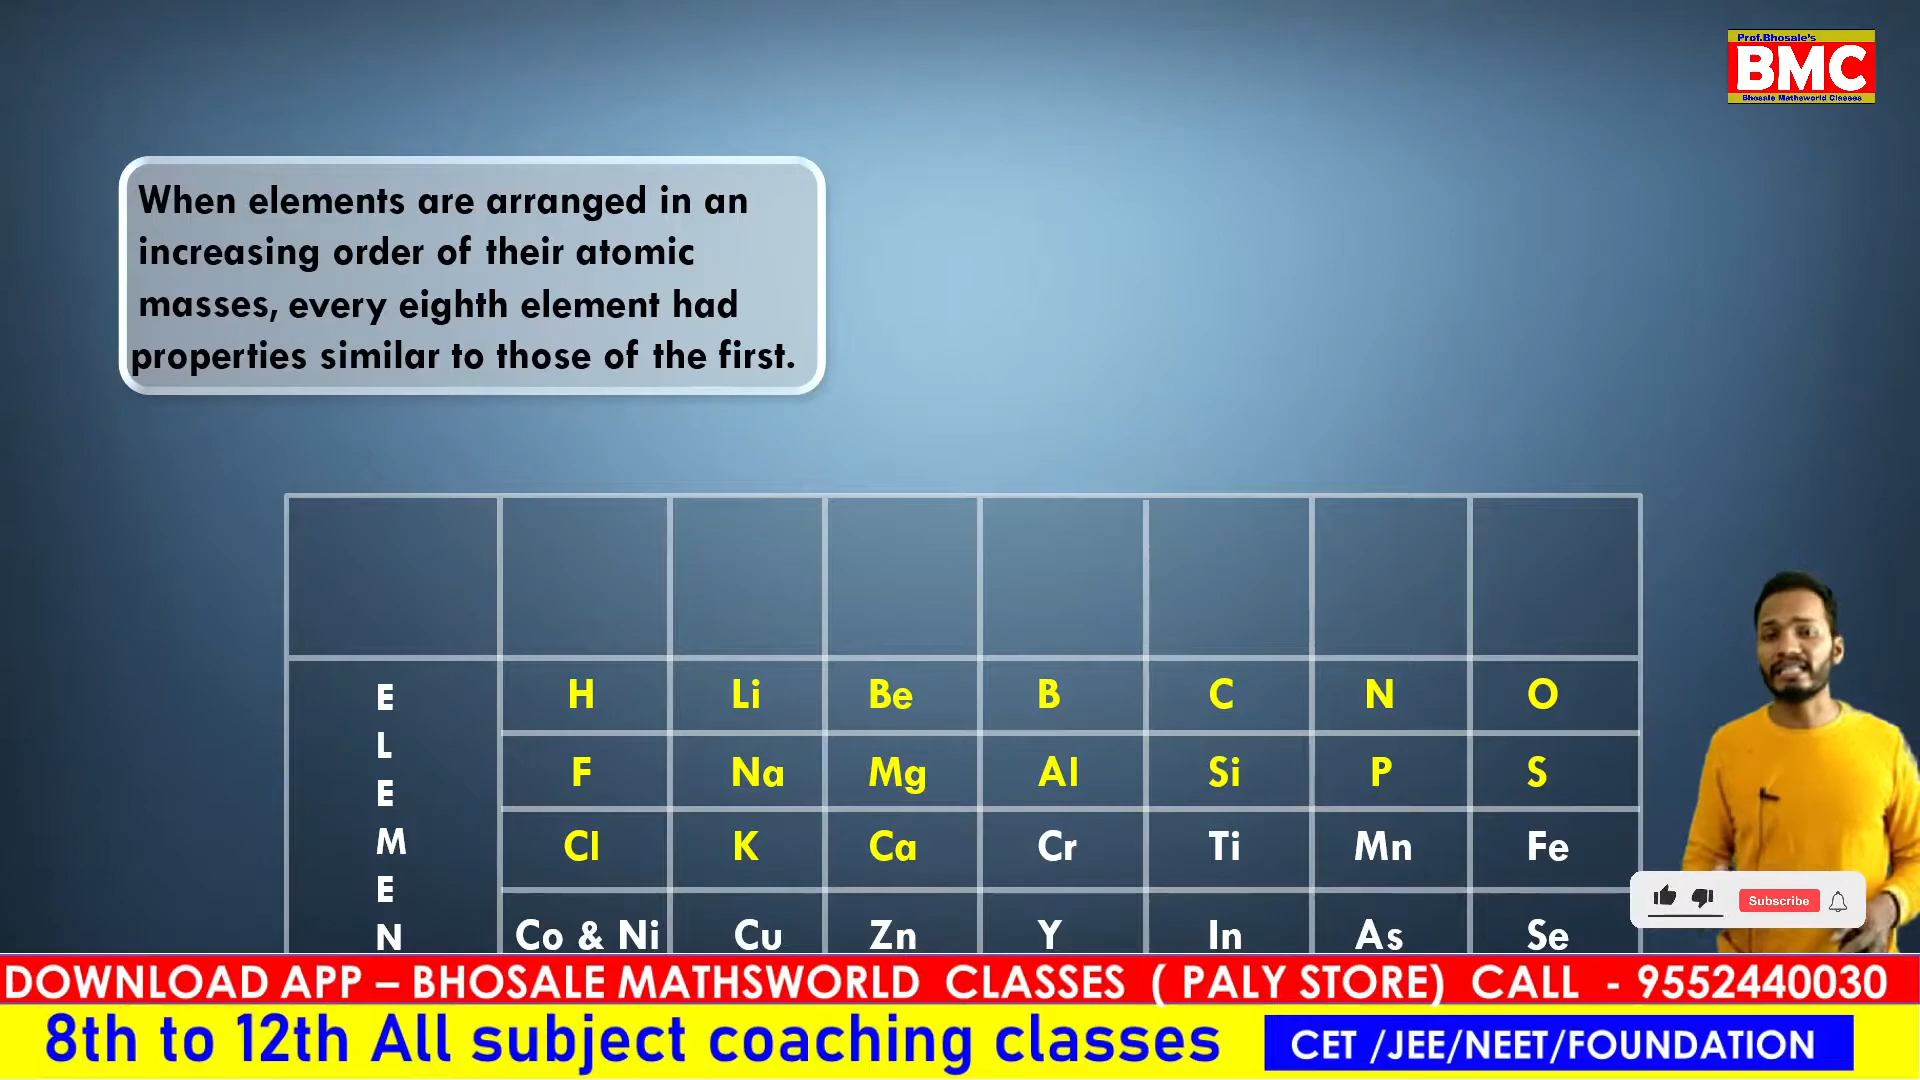 Prof.Bhosale's
BMC
Bhosale Mathsworld Classes
When elements are arranged in an
increasing order of their atomic
masses, every eighth element had
properties similar to those of the first.
E
L
E
M
E
N
H Li Be B C N O
F Na Mg Al Si P S
Cl K Ca Cr Ti Mn Fe
Co & Ni Cu Zn Y In As Se
Subscribe
DOWNLOAD APP – BHOSALE MATHSWORLD CLASSES ( PALY STORE) CALL - 9552440030
8th to 12th All subject coaching classes
CET /JEE/NEET/FOUNDATION